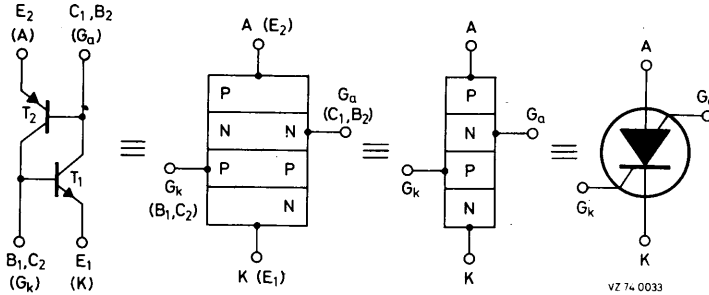 E₂
(A)
C₁,B₂
(Gₐ)
T₂
T₁
B₁,C₂
(Gₖ)
E₁
(K)
≡
A (E₂)
P
N N
P P
N
Gₐ
(C₁,B₂)
Gₖ
(B₁,C₂)
K (E₁)
≡
A
P
N
P
N
Gₐ
Gₖ
K
≡
A
Gₖ
K
VZ 74 0033